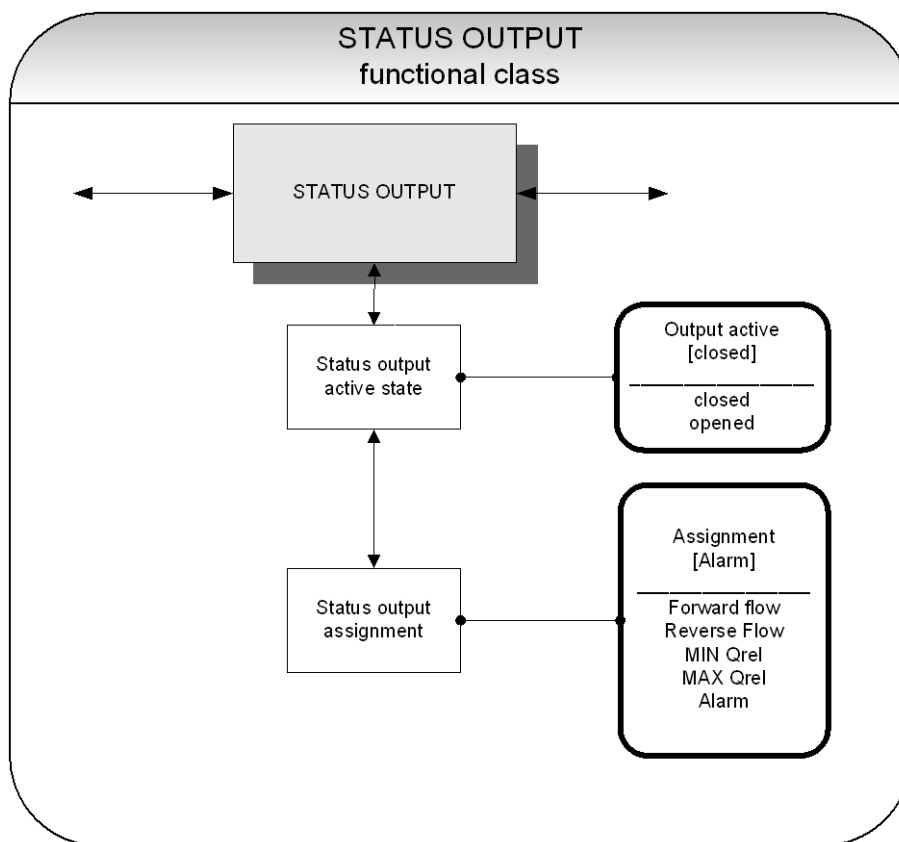 STATUS OUTPUT
functional class
STATUS OUTPUT
Status output
active state
Output active
[closed]
closed
opened
Status output
assignment
Assignment
[Alarm]
Forward flow
Reverse Flow
MIN Qrel
MAX Qrel
Alarm